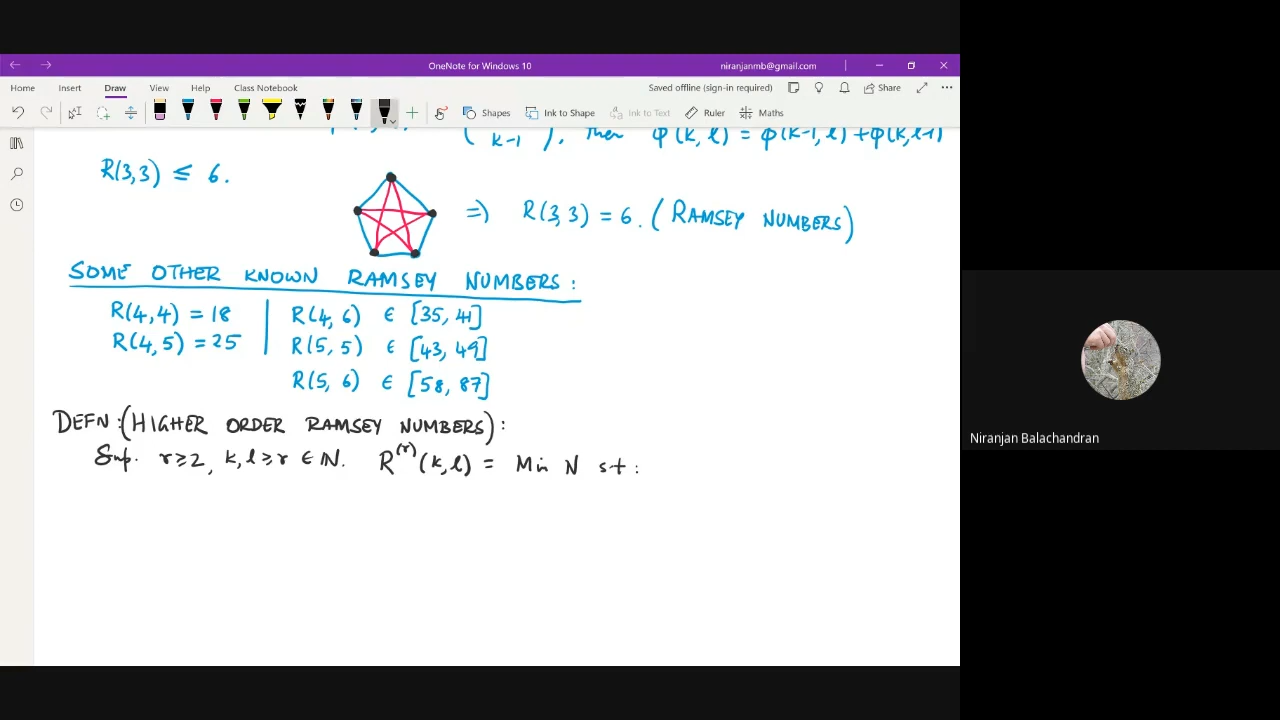 OneNote for Windows 10
niranjanmb@gmail.com
Home Insert Draw View Help Class Notebook
Saved offline (sign-in required)
Share
Shapes Ink to Shape Ink to Text Ruler Maths
k-1 ), then φ(k, l) = φ(k-1, l) + φ(k, l-1)
R(3,3) ≤ 6.
⇒ R(3,3) = 6. (RAMSEY NUMBERS)
SOME OTHER KNOWN RAMSEY NUMBERS:
R(4,4) = 18
R(4,5) = 25
R(4,6) ∈ [35, 41]
R(5,5) ∈ [43, 49]
R(5,6) ∈ [58, 87]
DEFN:(HIGHER ORDER RAMSEY NUMBERS):
Sup. r≥2, k,l≥r ∈ N. R^(r)(k,l) = Min N st:
Niranjan Balachandran